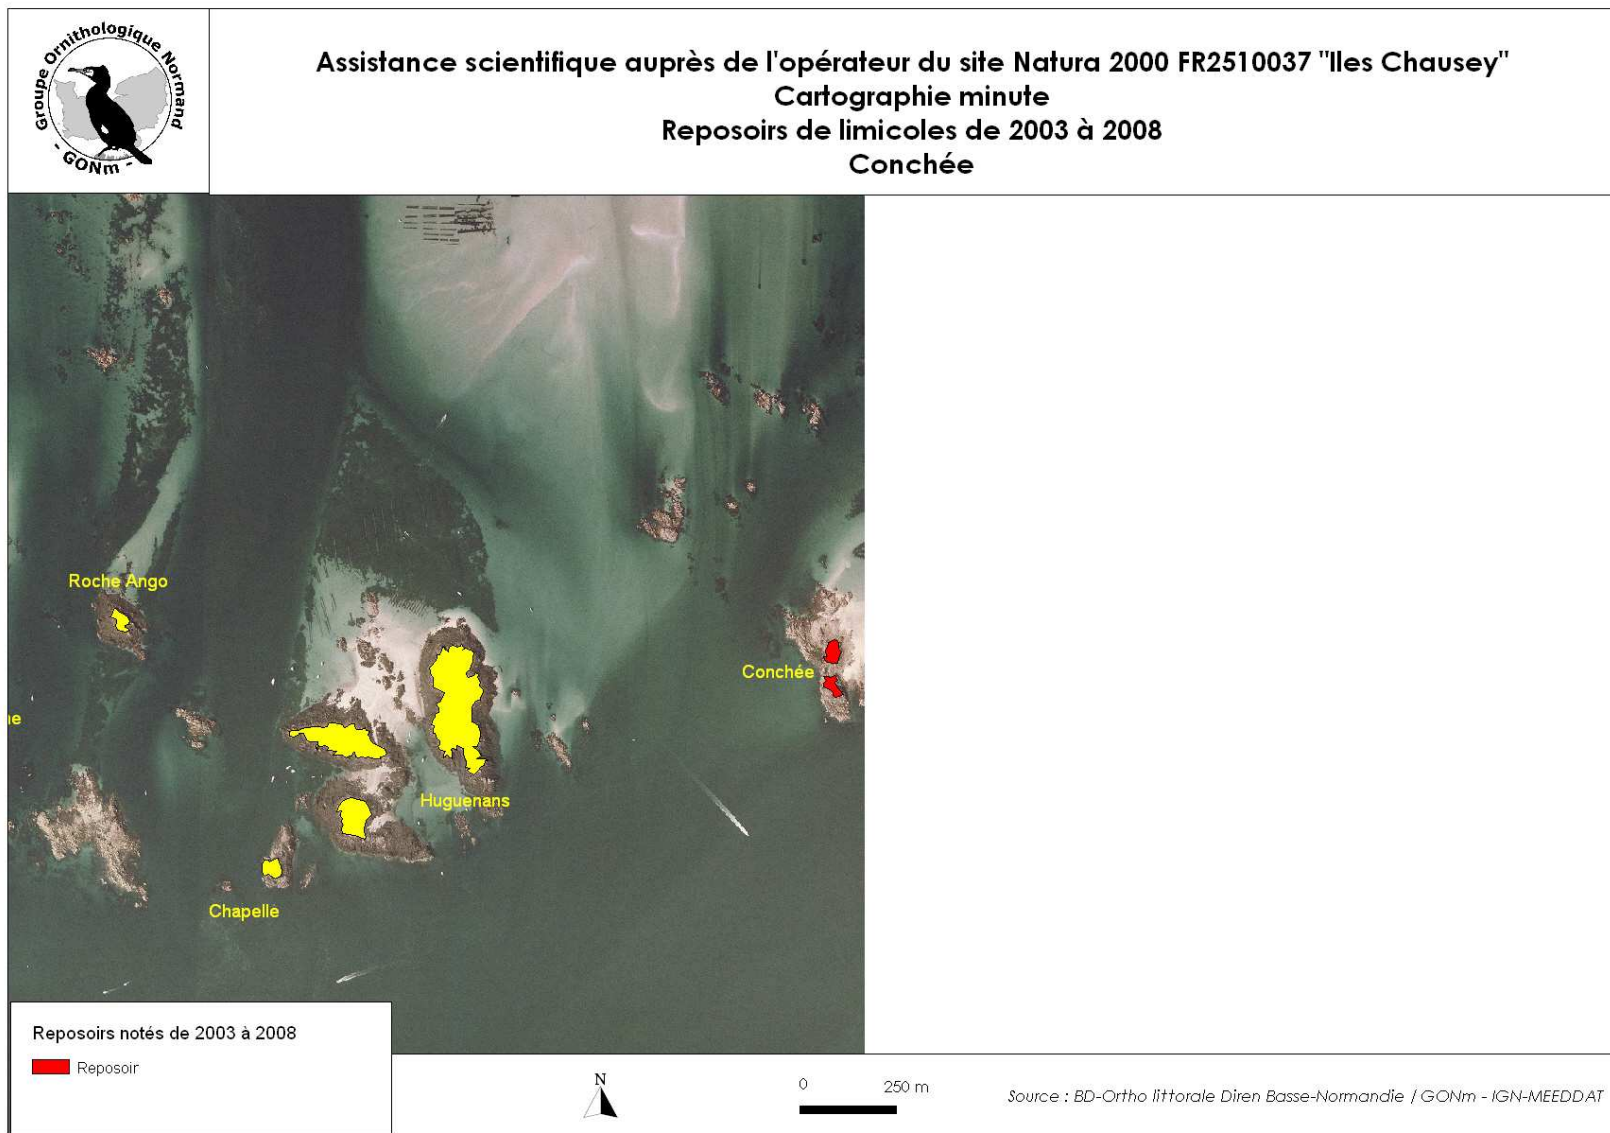 Groupe Ornithologique Normand
- GONm -
Assistance scientifique auprès de l'opérateur du site Natura 2000 FR2510037 "Iles Chausey"
Cartographie minute
Reposoirs de limicoles de 2003 à 2008
Conchée
Roche Ango
Conchée
ne
Huguenans
Chapelle
Reposoirs notés de 2003 à 2008
Reposoir
N
0 250 m
Source : BD-Ortho littorale Diren Basse-Normandie / GONm - IGN-MEEDDAT